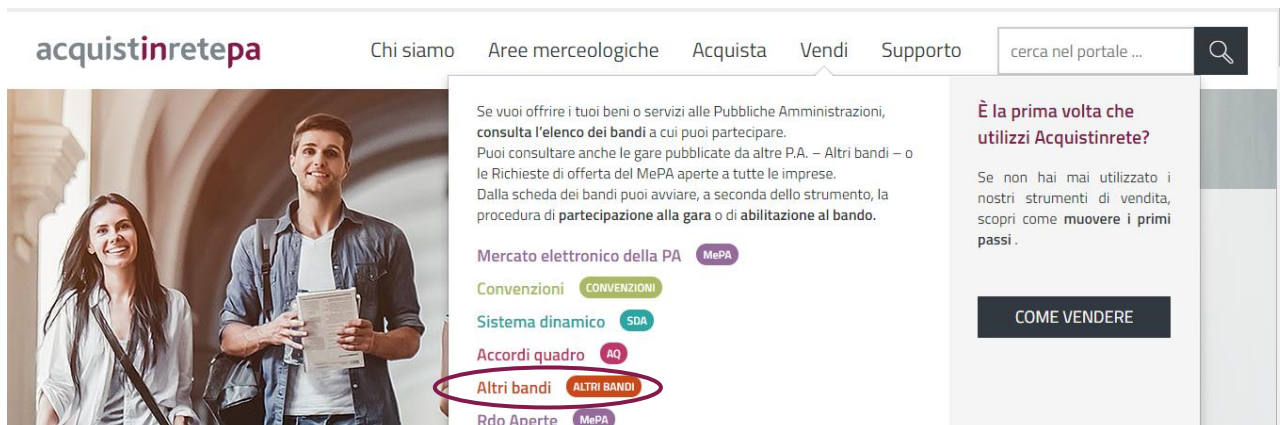 acquistinretepa
Chi siamo Aree merceologiche Acquista Vendi Supporto cerca nel portale ...
Se vuoi offrire i tuoi beni o servizi alle Pubbliche Amministrazioni,
consulta l'elenco dei bandi a cui puoi partecipare.
Puoi consultare anche le gare pubblicate da altre P.A. – Altri bandi – o
le Richieste di offerta del MePA aperte a tutte le imprese.
Dalla scheda dei bandi puoi avviare, a seconda dello strumento, la
procedura di partecipazione alla gara o di abilitazione al bando.
Mercato elettronico della PA MePA
Convenzioni CONVENZIONI
Sistema dinamico SDA
Accordi quadro AQ
Altri bandi ALTRI BANDI
Rdo Aperte MePA
È la prima volta che
utilizzi Acquistinrete?
Se non hai mai utilizzato i
nostri strumenti di vendita,
scopri come muovere i primi
passi .
COME VENDERE